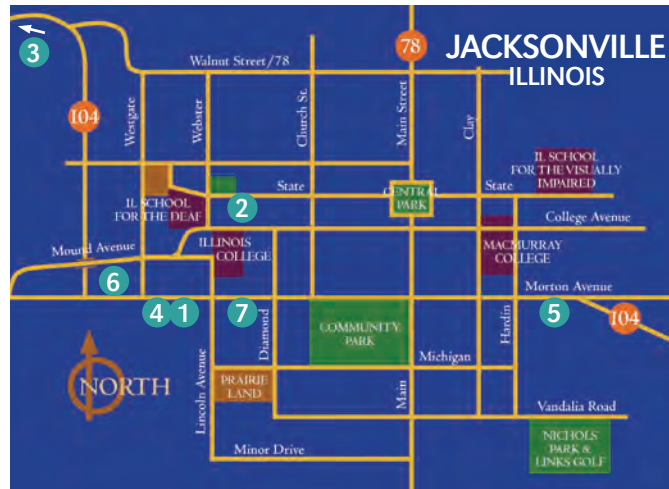 JACKSONVILLE
ILLINOIS
78
3
Walnut Street/78
104
Westgate
Webster
Church St.
Main Street
Clay
IL SCHOOL
FOR THE VISUALLY
IMPAIRED
State
CENTRAL
PARK
State
IL SCHOOL
FOR THE DEAF
2
College Avenue
Mound Avenue
ILLINOIS
COLLEGE
MACMURRAY
COLLEGE
6
Morton Avenue
4
1
7
5
104
Diamond
COMMUNITY
PARK
Hardin
Michigan
NORTH
Lincoln Avenue
PRAIRIE
LAND
Main
Vandalia Road
NICHOLS
PARK &
LINKS GOLF
Minor Drive